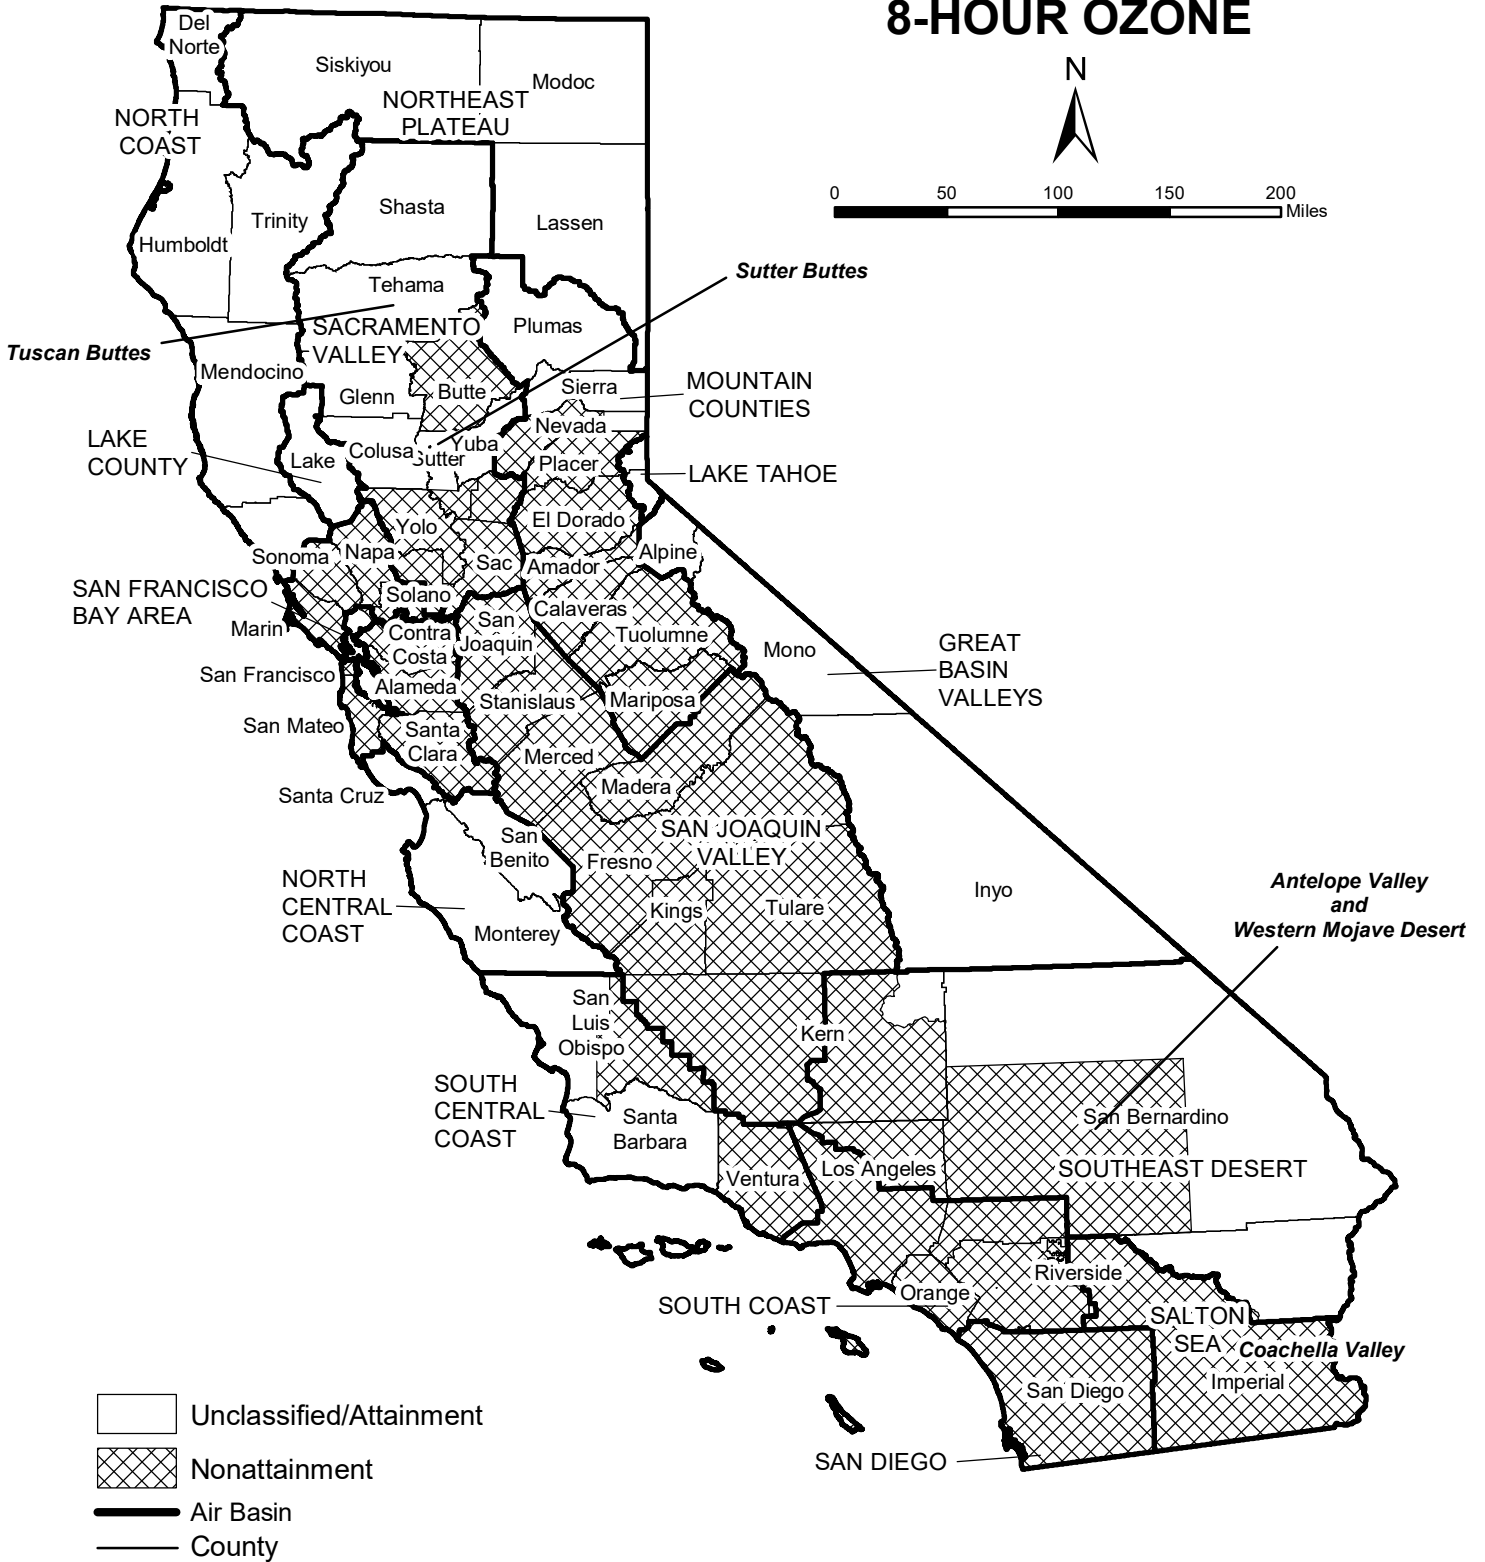 8-HOUR OZONE
N
0 50 100 150 200
Miles
Del
Norte
Siskiyou
Modoc
NORTHEAST
PLATEAU
NORTH
COAST
Shasta
Trinity
Lassen
Humboldt
Sutter Buttes
Tehama
SACRAMENTO
VALLEY
Plumas
Tuscan Buttes
Mendocino
Glenn
Butte
Sierra
MOUNTAIN
COUNTIES
Nevada
LAKE
COUNTY
Lake
Colusa
Sutter
Yuba
Placer
LAKE TAHOE
Yolo
El Dorado
Sonoma
Napa
Sac
Amador
Alpine
SAN FRANCISCO
BAY AREA
Solano
Calaveras
Marin
Contra
Costa
San
Joaquin
Tuolumne
Mono
GREAT
BASIN
VALLEYS
San Francisco
Alameda
Stanislaus
Mariposa
San Mateo
Santa
Clara
Merced
Madera
Santa Cruz
San
Benito
SAN JOAQUIN
VALLEY
Fresno
NORTH
CENTRAL
COAST
Kings
Tulare
Inyo
Monterey
Antelope Valley
and
Western Mojave Desert
San
Luis
Obispo
Kern
SOUTH
CENTRAL
COAST
Santa
Barbara
San Bernardino
Ventura
Los Angeles
SOUTHEAST DESERT
Riverside
Orange
SOUTH COAST
SALTON
SEA
Coachella Valley
San Diego
Imperial
SAN DIEGO
Unclassified/Attainment
Nonattainment
Air Basin
County